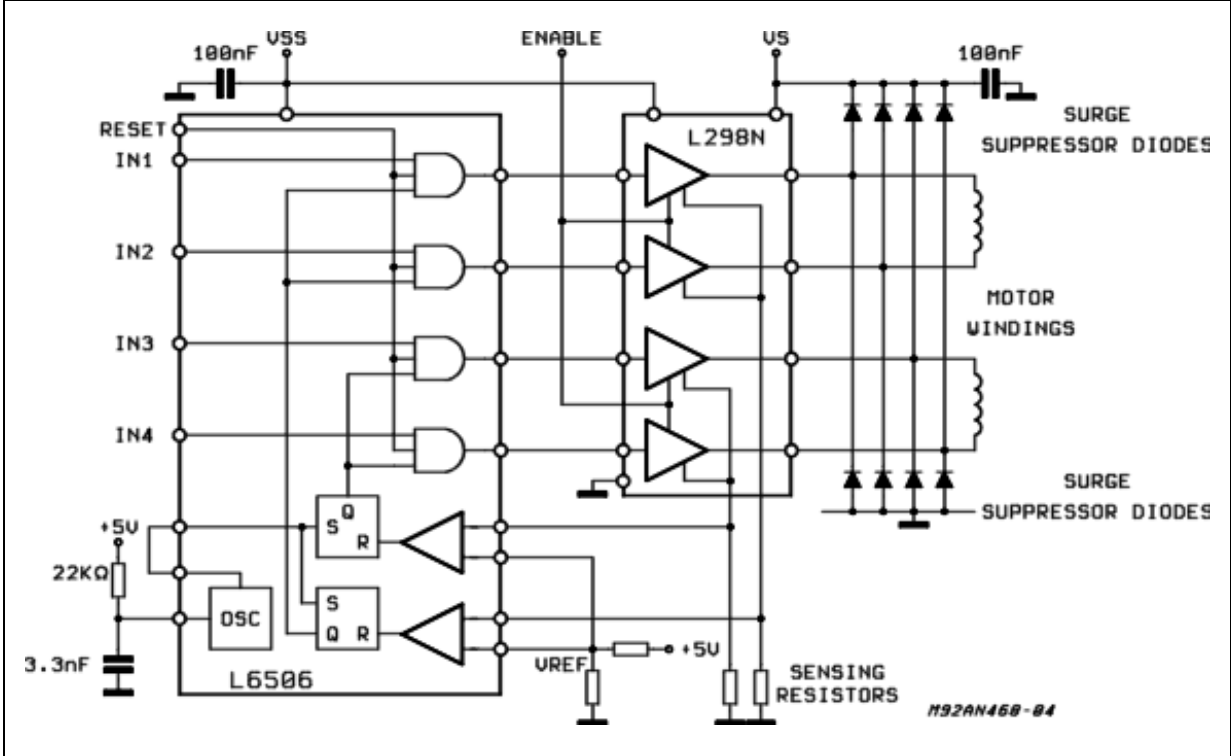 VSS
ENABLE
VS
100nF
100nF
RESET
IN1
L298N
SURGE
SUPPRESSOR DIODES
IN2
MOTOR
WINDINGS
IN3
IN4
Q
S
R
+5V
22KΩ
OSC
S
Q
R
3.3nF
L6506
VREF
+5V
SENSING
RESISTORS
SURGE
SUPPRESSOR DIODES
M92AN460-04